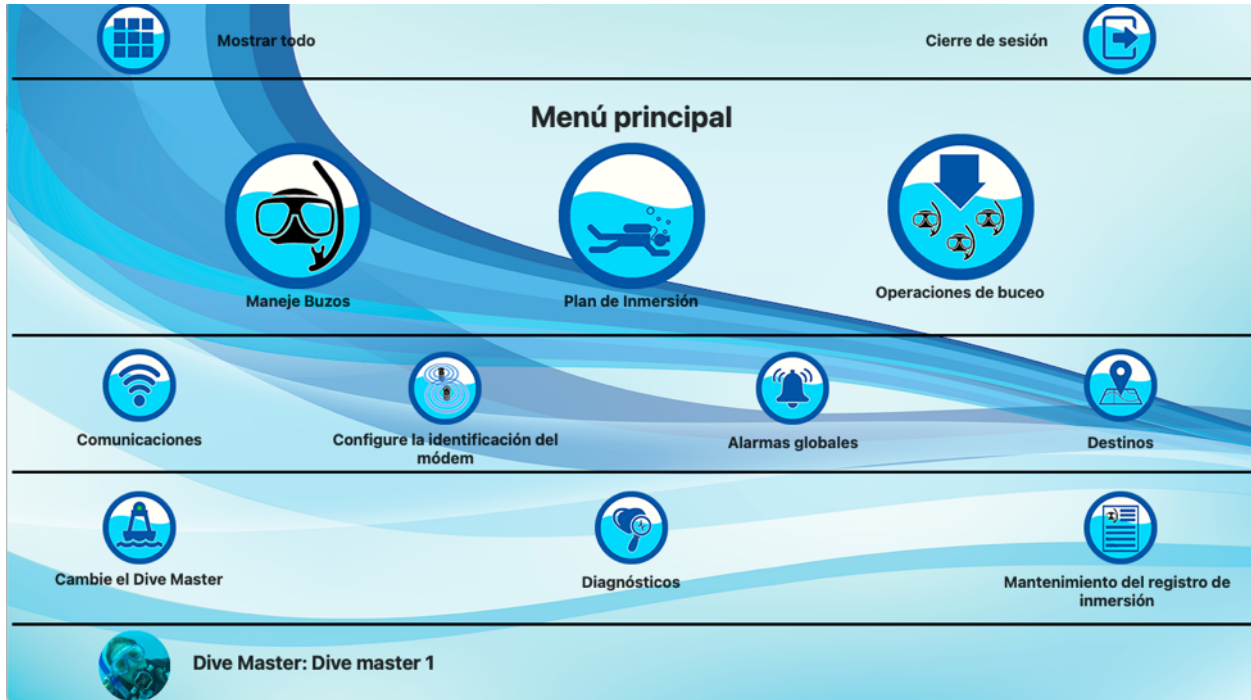 Mostrar todo
Cierre de sesión
Menú principal
Maneje Buzos
Plan de Inmersión
Operaciones de buceo
Comunicaciones
Configure la identificación del
módem
Alarmas globales
Destinos
Cambie el Dive Master
Diagnósticos
Mantenimiento del registro de
inmersión
Dive Master: Dive master 1